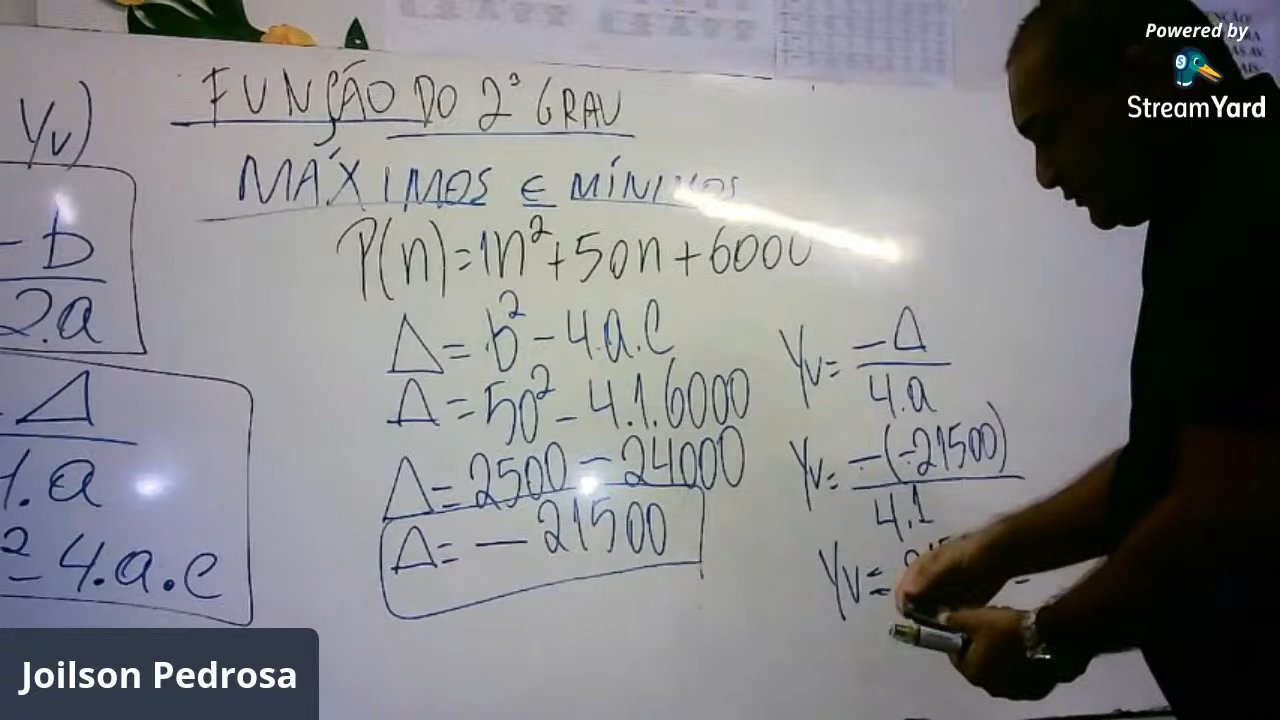 Powered by
StreamYard
FUNÇÃO DO 2º GRAU
MÁXIMOS E MÍNIMOS
P(n)=1n²+50n+6000
Δ=b²-4.a.c
Δ=50²-4.1.6000
Δ=2500-24000
Δ=-21500
Yv=-Δ/4.a
Yv=-(-21500)/4.1
Yv=
Yv)
-b
2.a
-Δ
4.a
²-4.a.c
Joilson Pedrosa